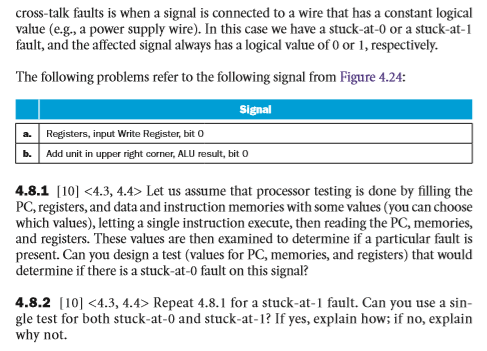 cross-talk faults is when a signal is connected to a wire that has a constant logical
value (e.g., a power supply wire). In this case we have a stuck-at-0 or a stuck-at-1
fault, and the affected signal always has a logical value of 0 or 1, respectively.
The following problems refer to the following signal from Figure 4.24:
Signal
a. Registers, input Write Register, bit 0
b. Add unit in upper right corner, ALU result, bit 0
4.8.1 [10] <4.3, 4.4> Let us assume that processor testing is done by filling the
PC, registers, and data and instruction memories with some values (you can choose
which values), letting a single instruction execute, then reading the PC, memories,
and registers. These values are then examined to determine if a particular fault is
present. Can you design a test (values for PC, memories, and registers) that would
determine if there is a stuck-at-0 fault on this signal?
4.8.2 [10] <4.3, 4.4> Repeat 4.8.1 for a stuck-at-1 fault. Can you use a sin-
gle test for both stuck-at-0 and stuck-at-1? If yes, explain how; if no, explain
why not.